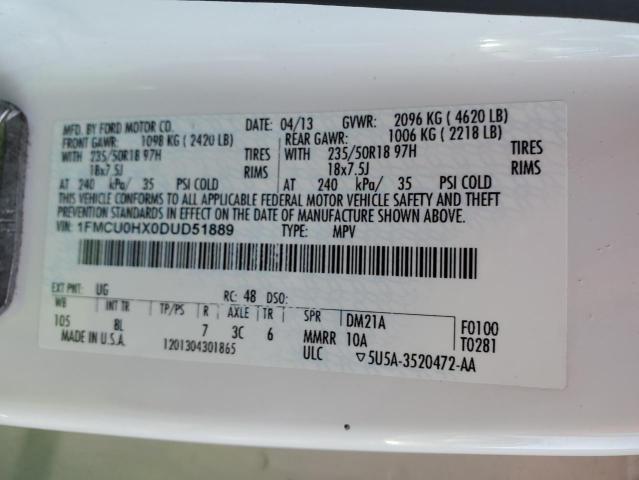 MFD. BY FORD MOTOR CO. DATE: 04/13 GVWR: 2096 KG ( 4620 LB)
FRONT GAWR: 1098 KG ( 2420 LB) REAR GAWR: 1006 KG ( 2218 LB)
WITH 235/50R18 97H TIRES WITH 235/50R18 97H TIRES
18x7.5J RIMS 18x7.5J RIMS
AT 240 kPa/ 35 PSI COLD AT 240 kPa/ 35 PSI COLD
THIS VEHICLE CONFORMS TO ALL APPLICABLE FEDERAL MOTOR VEHICLE SAFETY AND THEFT
PREVENTION STANDARDS IN EFFECT ON THE DATE OF MANUFACTURE SHOWN ABOVE.
VIN: 1FMCU0HX0DUD51889 TYPE: MPV
EXT PNT: UG RC: 48 DSO:
WB INT TR TP/PS R AXLE TR SPR DM21A F0100
105 BL 7 3C 6 MMRR 10A T0281
MADE IN U.S.A. 1201304301865 ULC ▽5U5A-3520472-AA